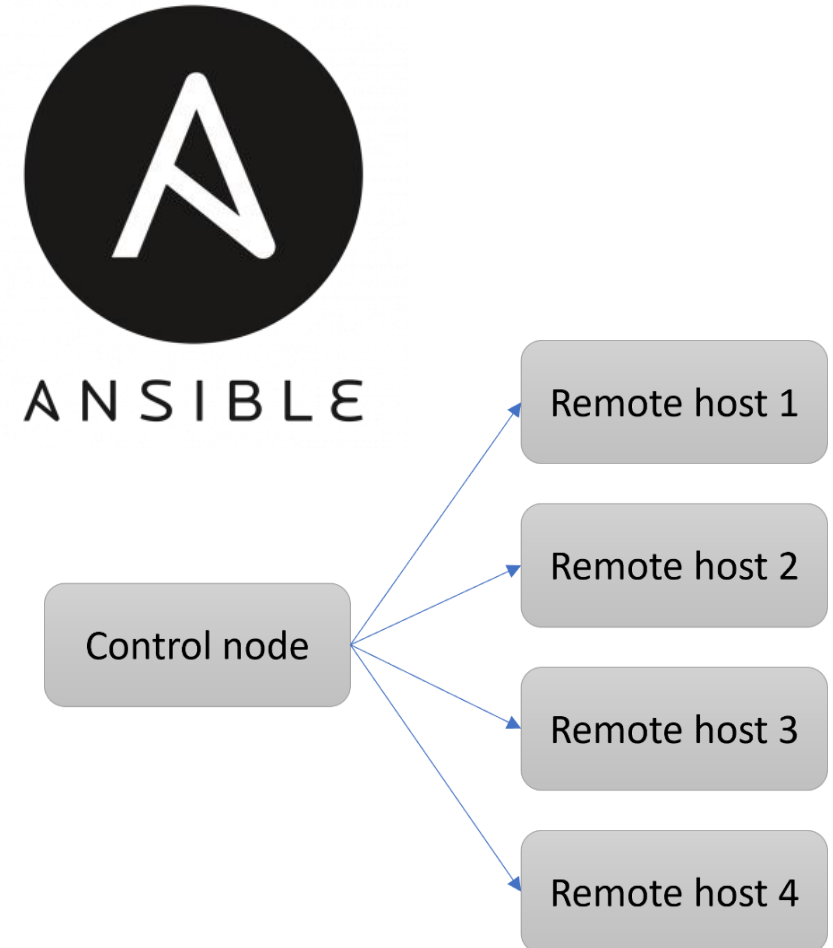 ANSIBLE
Remote host 1
Remote host 2
Control node
Remote host 3
Remote host 4